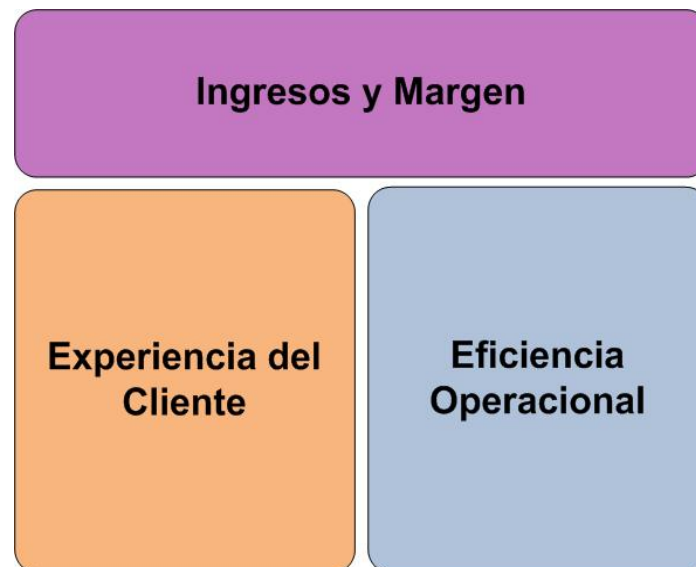 Ingresos y Margen
Experiencia del
Cliente
Eficiencia
Operacional